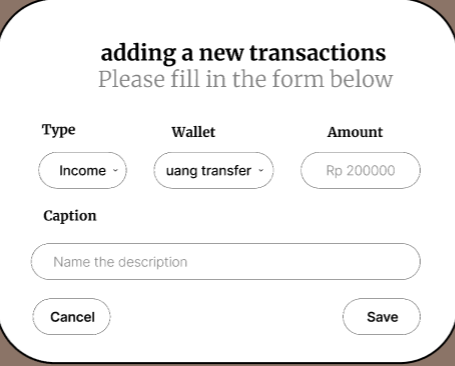 adding a new transactions
Please fill in the form below
Type Wallet Amount
Income uang transfer Rp 200000
Caption
Name the description
Cancel Save